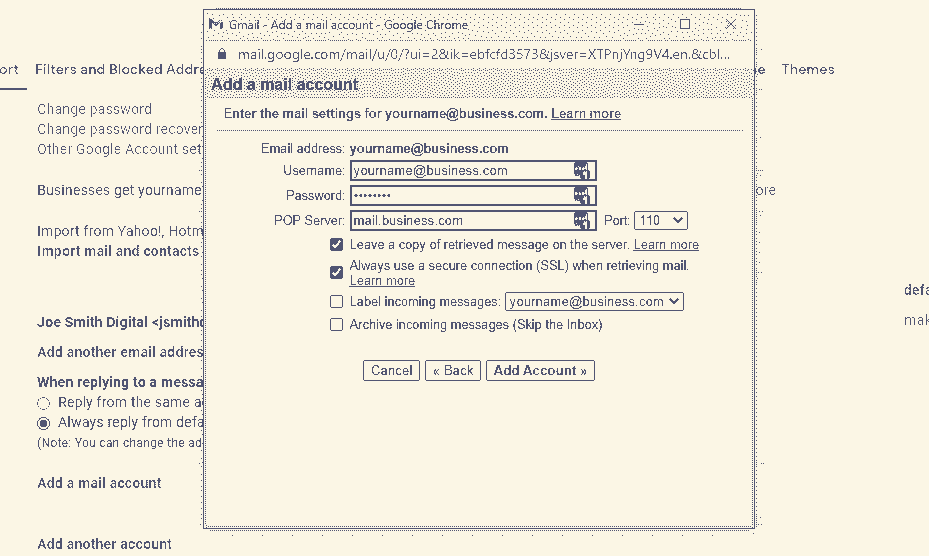 Gmail - Add a mail account - Google Chrome
mail.google.com/mail/u/0/?ui=2&ik=ebfcfd3573&jsver=XTPnjYng9V4.en.&cbl...
ort Filters and Blocked Addre Themes
Add a mail account
Enter the mail settings for yourname@business.com. Learn more
Change password
Change password recover
Other Google Account set
Email address: yourname@business.com
Username: yourname@business.com
Businesses get yourname ore
Password: ••••••••
POP Server: mail.business.com Port: 110
Import from Yahoo!, Hotm
Import mail and contacts
Leave a copy of retrieved message on the server. Learn more
Always use a secure connection (SSL) when retrieving mail.
Learn more
Label incoming messages: yourname@business.com
Archive incoming messages (Skip the Inbox)
defa
mak
Joe Smith Digital <jsmithd
Add another email addres
Cancel « Back Add Account »
When replying to a messa
Reply from the same a
Always reply from defa
(Note: You can change the ad
Add a mail account
Add another account